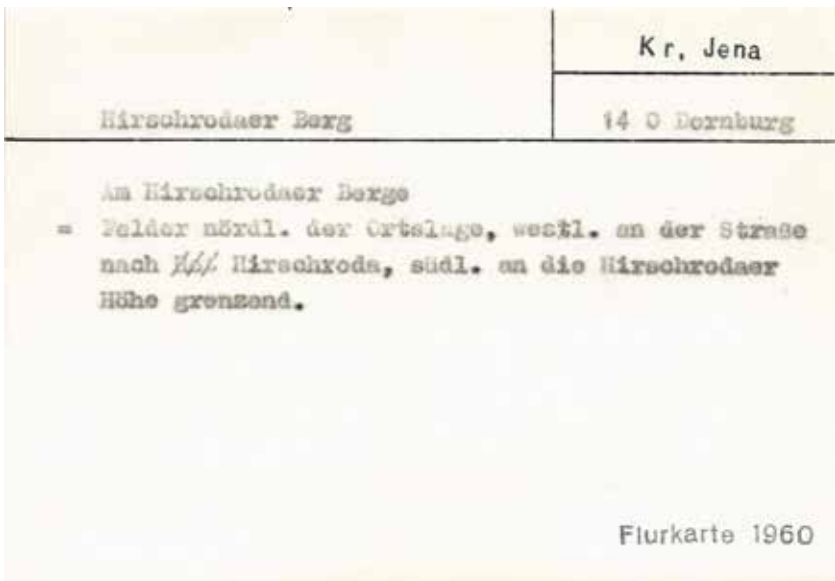 Kr. Jena
Hirschrodaer Berg
14 O Dornburg
Am Hirschrodaer Berge
= Felder nördl. der Ortslage, westl. an der Straße
nach Hirschroda, südl. an die Hirschrodaer
Höhe grenzend.
Flurkarte 1960